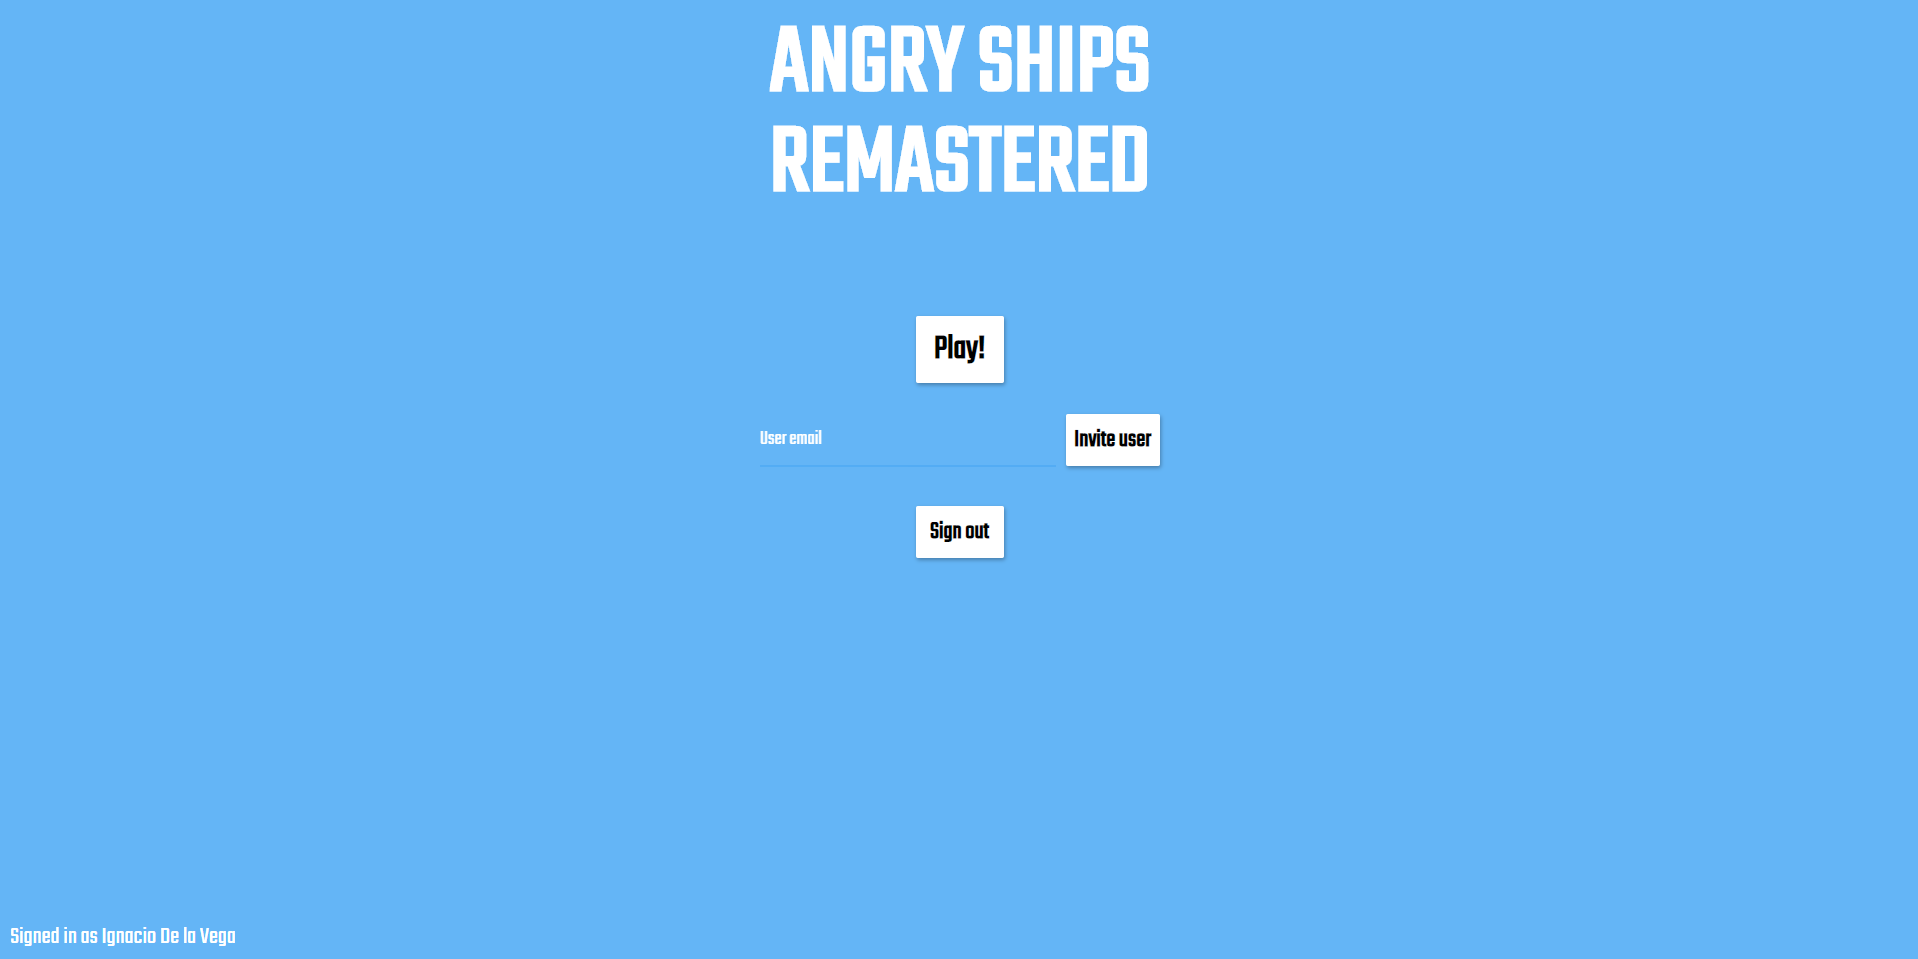 ANGRY SHIPS
REMASTERED
Play!
User email
Invite user
Sign out
Signed in as Ignacio De la Vega